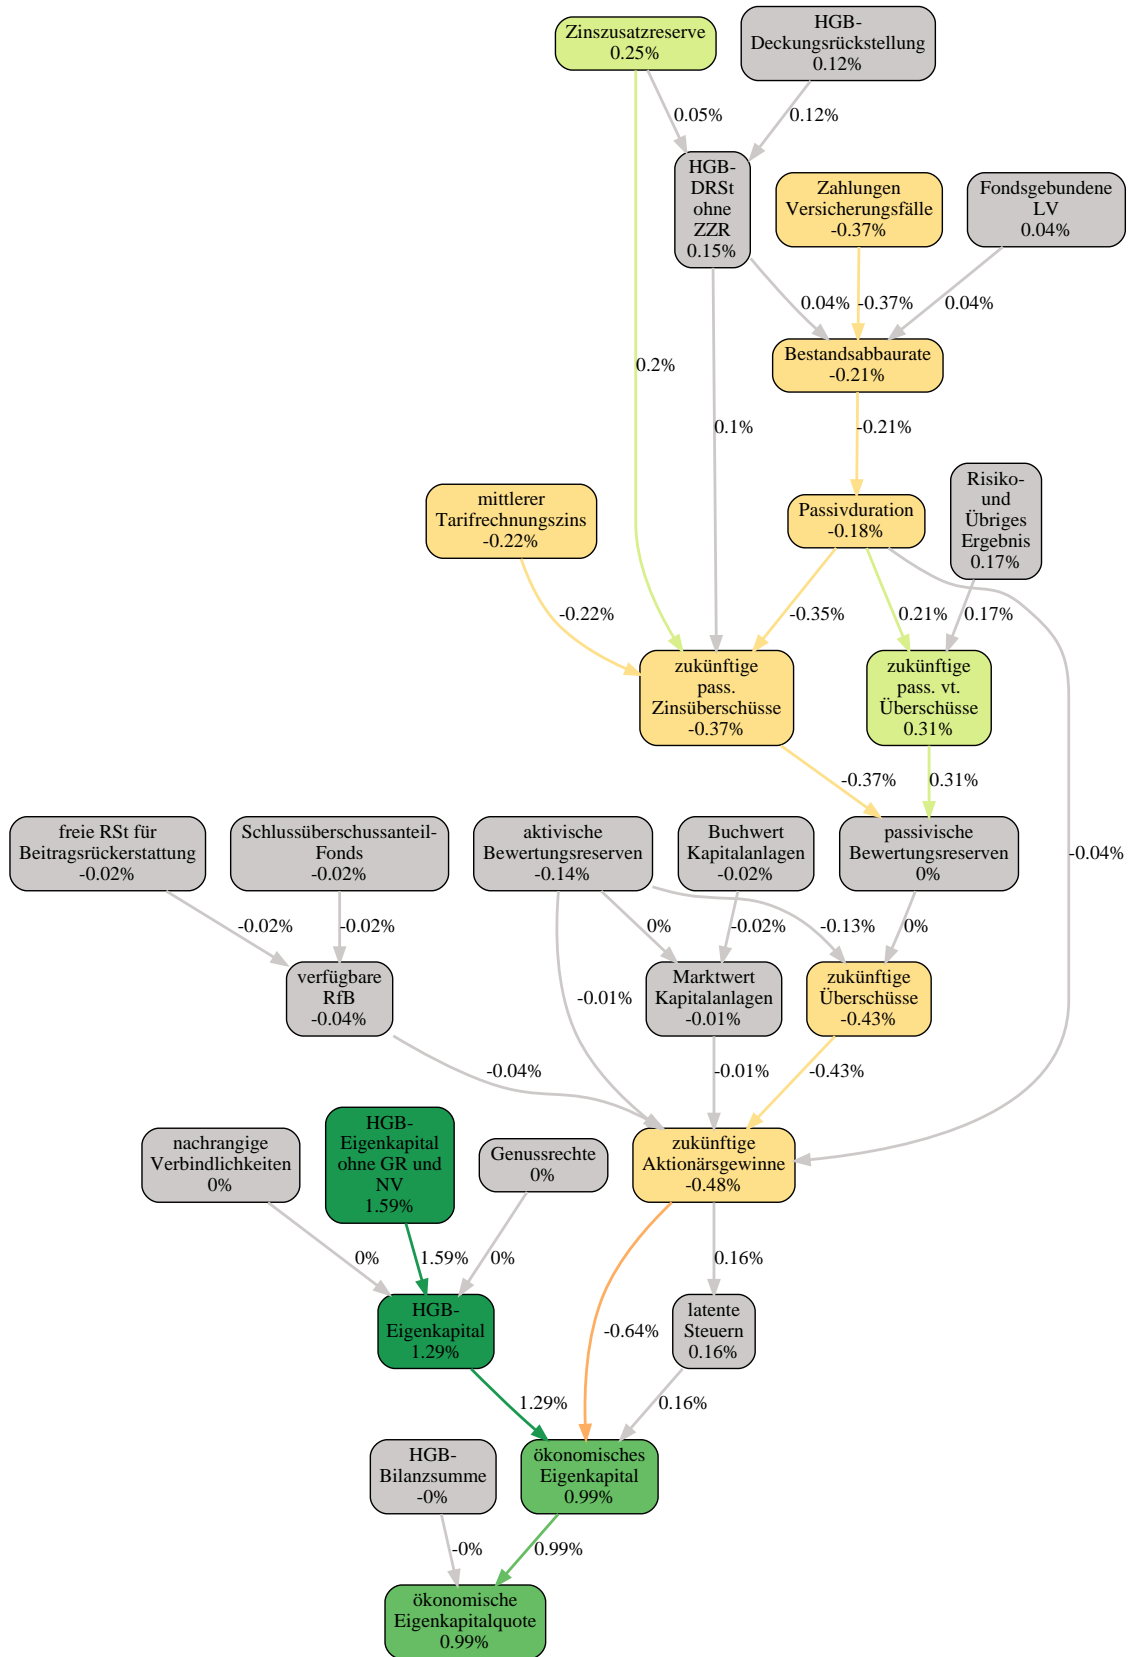 Zinszusatzreserve
0.25%
HGB-
Deckungsrückstellung
0.12%
0.05%
0.12%
HGB-
DRSt
ohne
ZZR
0.15%
Zahlungen
Versicherungsfälle
-0.37%
Fondsgebundene
LV
0.04%
0.04%
-0.37%
0.04%
Bestandsabbaurate
-0.21%
0.2%
0.1%
-0.21%
mittlerer
Tarifrechnungszins
-0.22%
Passivduration
-0.18%
Risiko-
und
Übriges
Ergebnis
0.17%
-0.22%
-0.35%
0.21%
0.17%
zukünftige
pass.
Zinsüberschüsse
-0.37%
zukünftige
pass. vt.
Überschüsse
0.31%
-0.37%
0.31%
-0.04%
freie RSt für
Beitragsrückerstattung
-0.02%
Schlussüberschussanteil-
Fonds
-0.02%
aktivische
Bewertungsreserven
-0.14%
Buchwert
Kapitalanlagen
-0.02%
passivische
Bewertungsreserven
0%
-0.02%
-0.02%
0%
-0.02%
-0.13%
0%
verfügbare
RfB
-0.04%
-0.01%
Marktwert
Kapitalanlagen
-0.01%
zukünftige
Überschüsse
-0.43%
-0.04%
-0.01%
-0.43%
nachrangige
Verbindlichkeiten
0%
HGB-
Eigenkapital
ohne GR und
NV
1.59%
Genussrechte
0%
zukünftige
Aktionärsgewinne
-0.48%
0%
1.59%
0%
0.16%
HGB-
Eigenkapital
1.29%
-0.64%
latente
Steuern
0.16%
1.29%
0.16%
HGB-
Bilanzsumme
-0%
ökonomisches
Eigenkapital
0.99%
-0%
0.99%
ökonomische
Eigenkapitalquote
0.99%